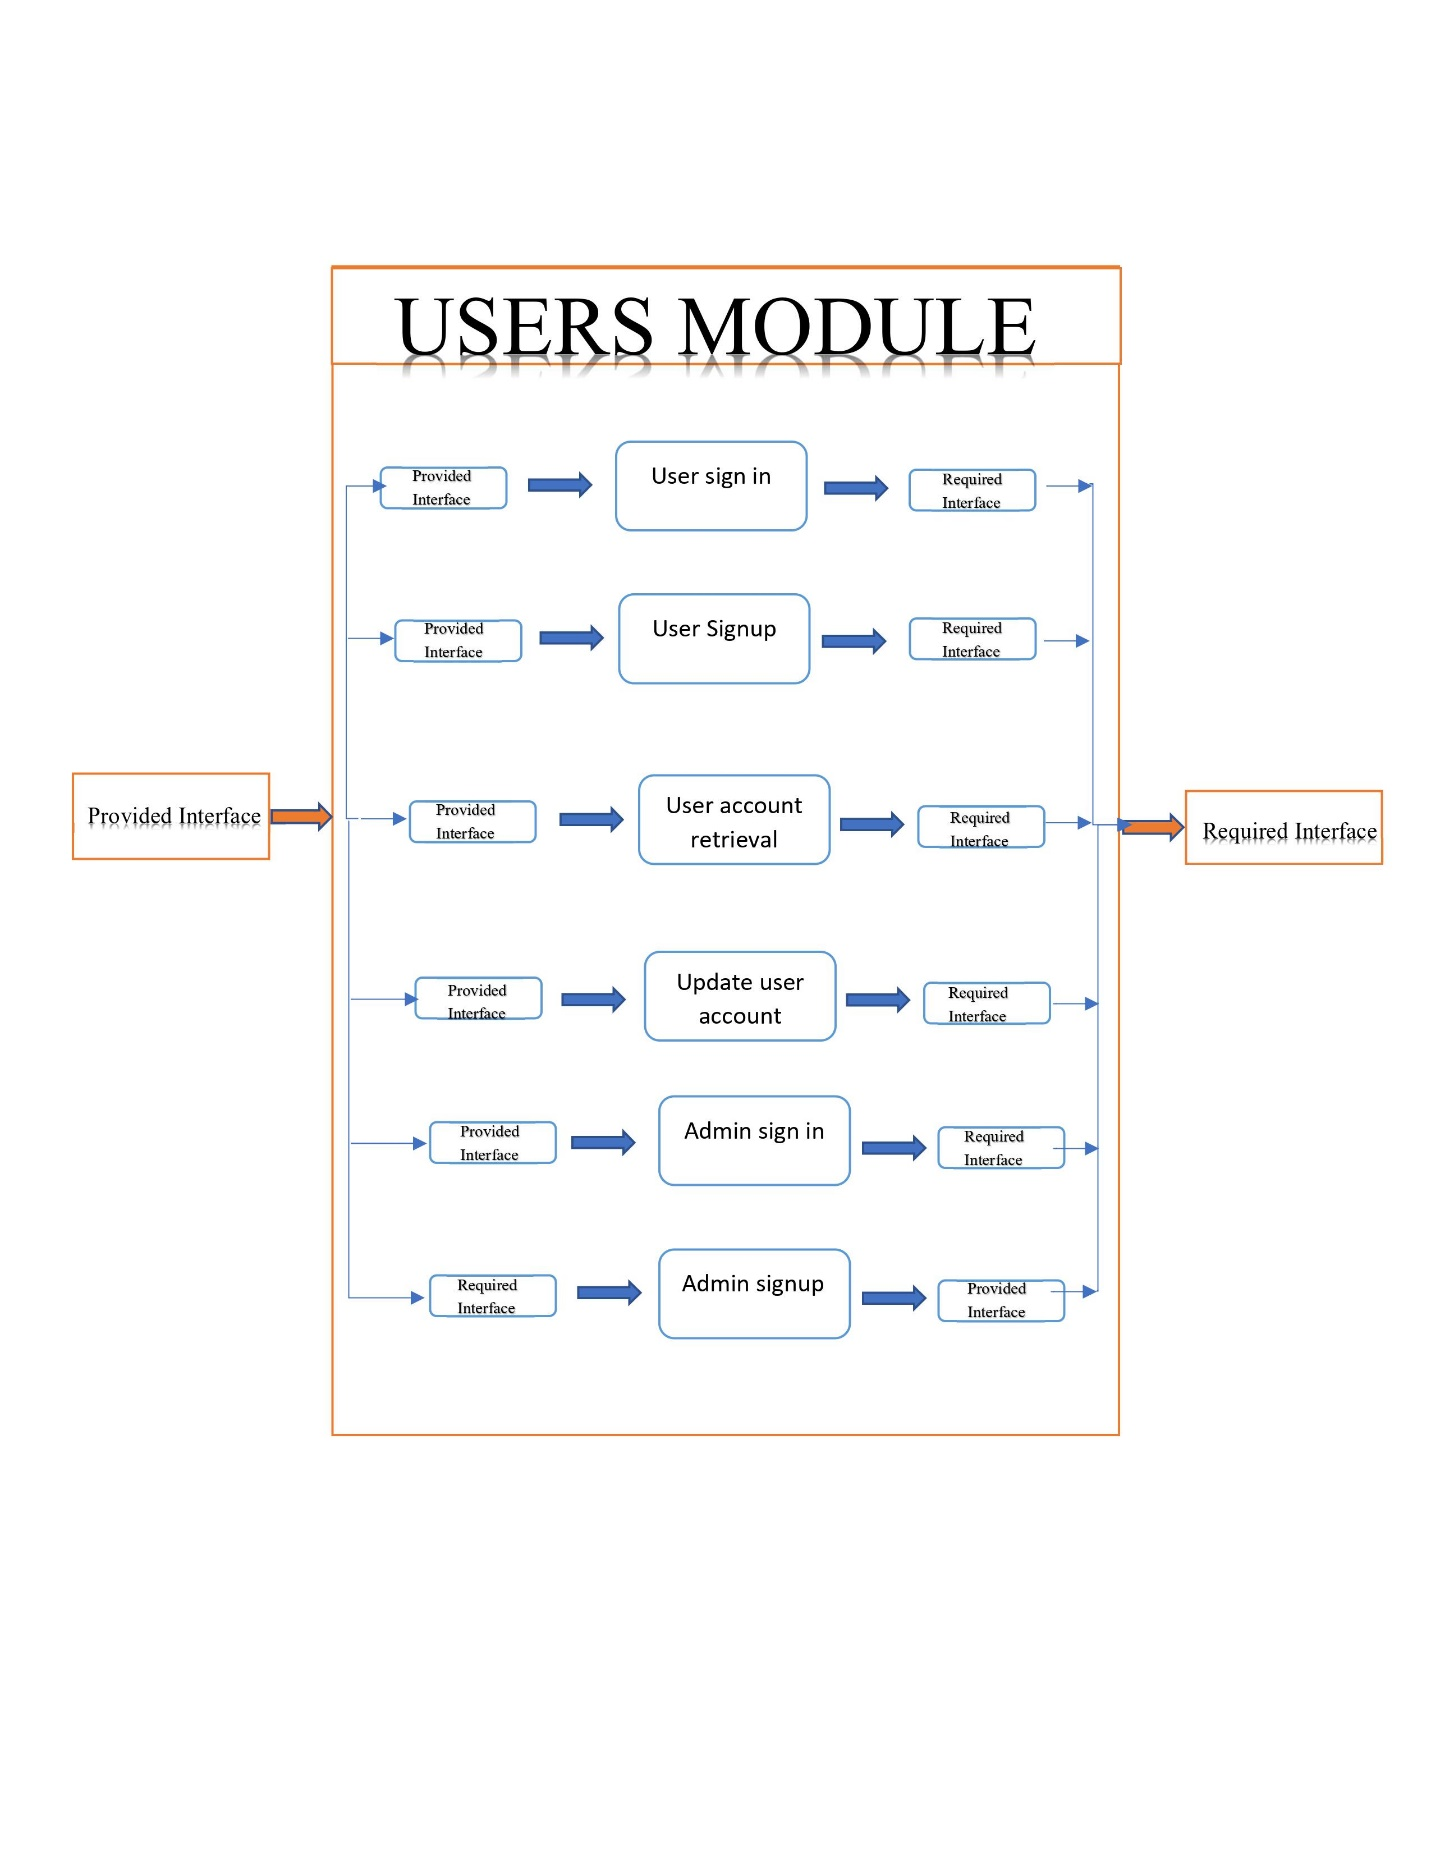 USERS MODULE
Provided
Interface
User sign in
Required
Interface
Provided
Interface
User Signup
Required
Interface
Provided Interface
Provided
Interface
User account
retrieval
Required
Interface
Required Interface
Provided
Interface
Update user
account
Required
Interface
Provided
Interface
Admin sign in
Required
Interface
Required
Interface
Admin signup
Provided
Interface